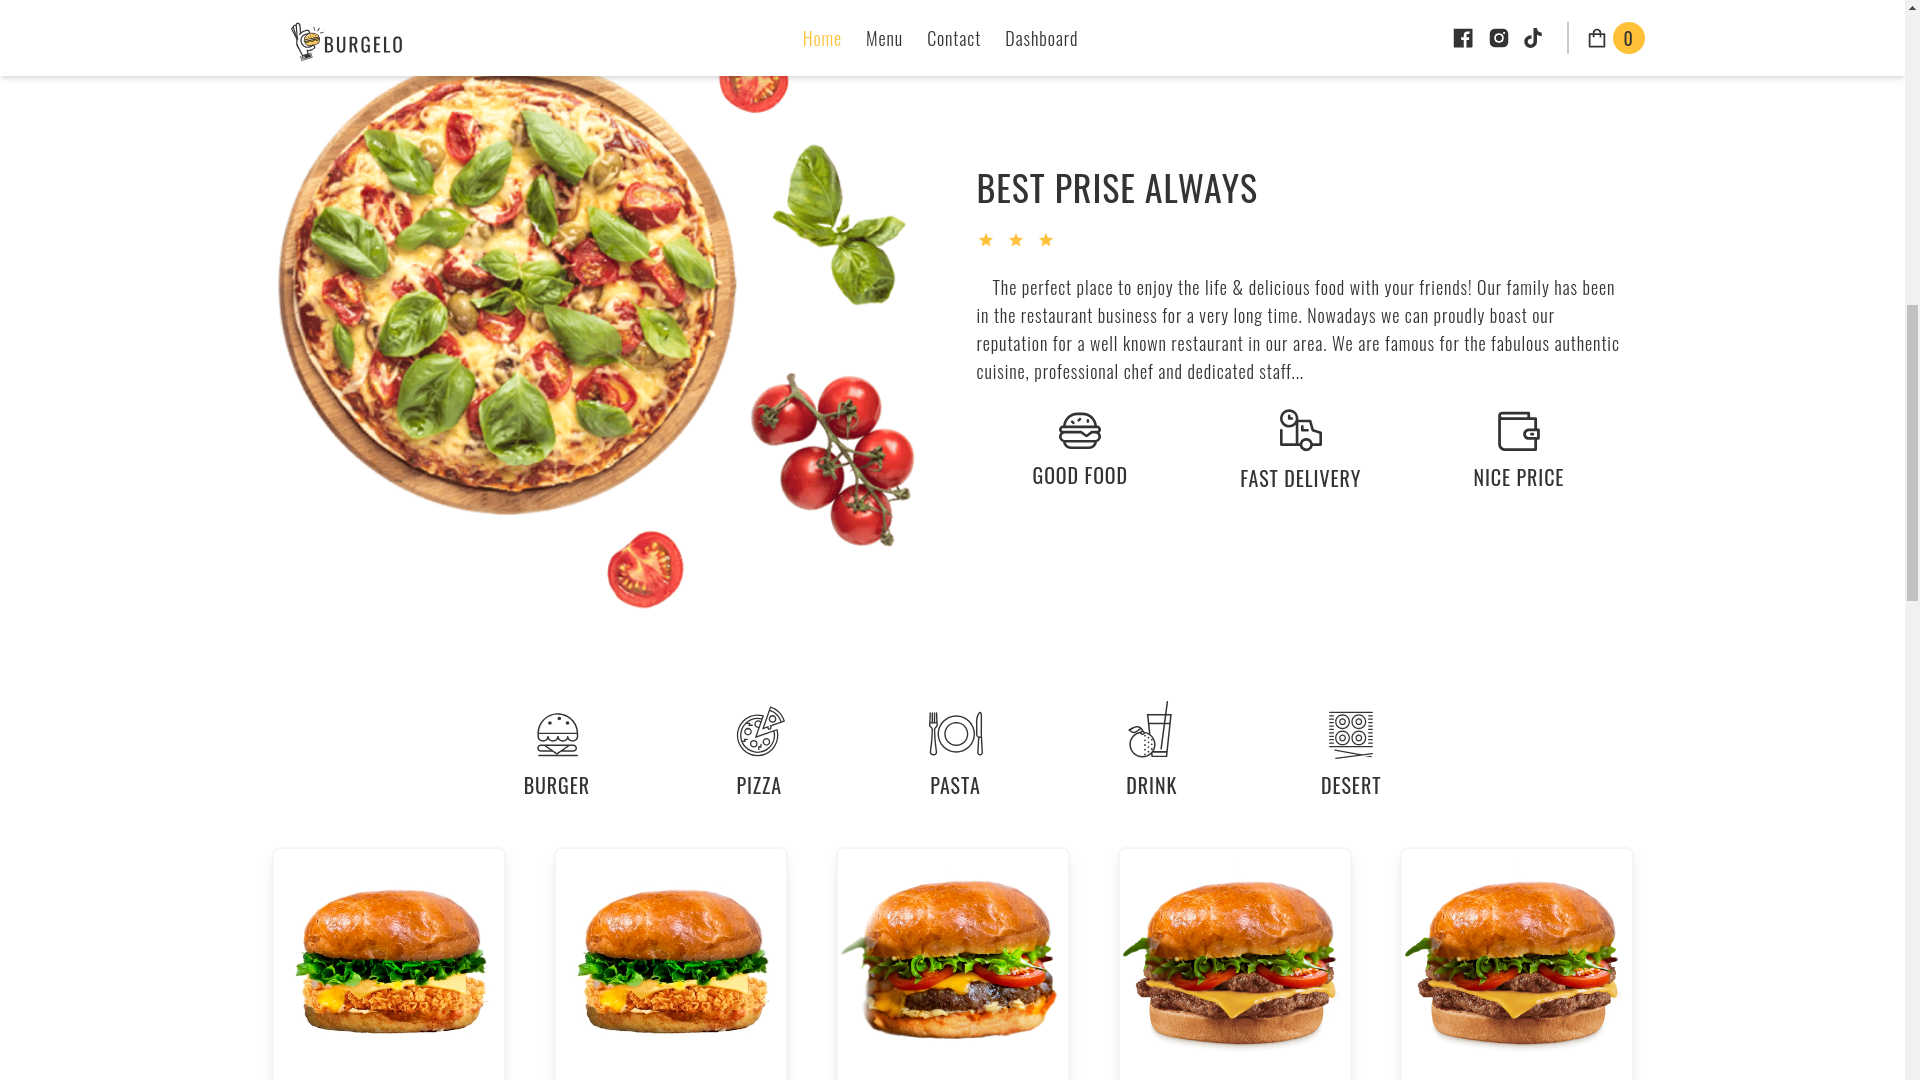 BURGELO
Home
Menu
Contact
Dashboard
0
BEST PRISE ALWAYS
The perfect place to enjoy the life & delicious food with your friends! Our family has been
in the restaurant business for a very long time. Nowadays we can proudly boast our
reputation for a well known restaurant in our area. We are famous for the fabulous authentic
cuisine, professional chef and dedicated staff...
GOOD FOOD
FAST DELIVERY
NICE PRICE
BURGER
PIZZA
PASTA
DRINK
DESERT